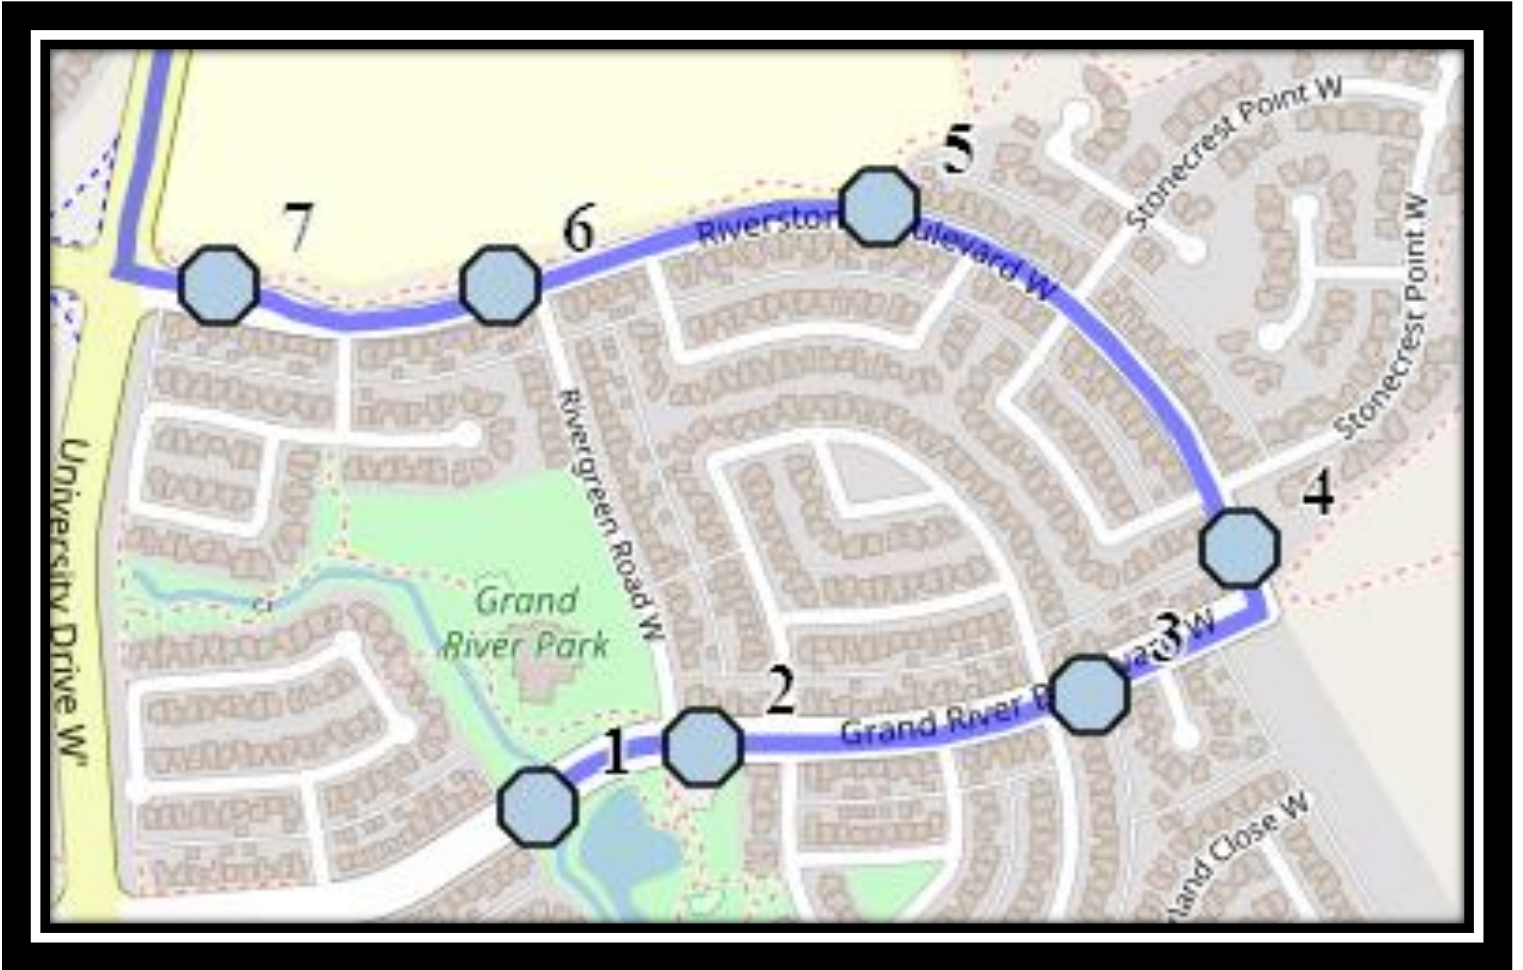 Stonecrest Point W
5
7
6
Riverston
ulevard W
Stonecrest Point W
Rivergreen Road W
University Drive W
4
Grand
River Park
3
W
2
Grand River B
1
land Close W